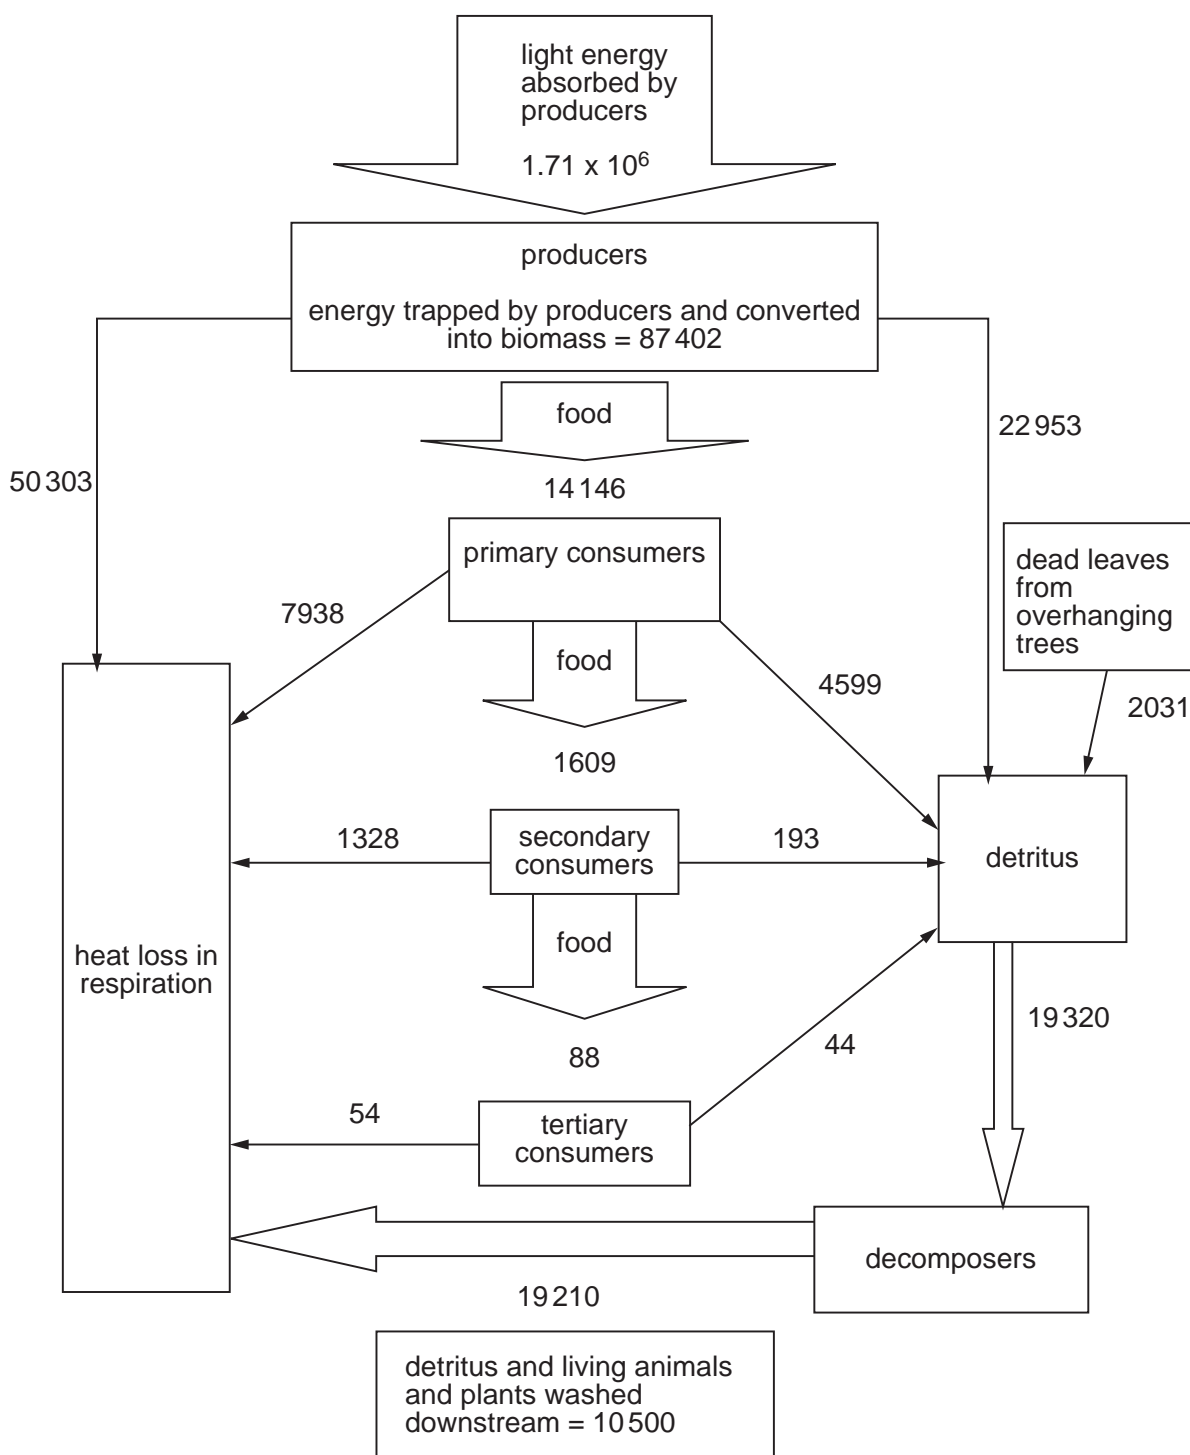 light energy
absorbed by
producers
1.71 x 10⁶
producers
energy trapped by producers and converted
into biomass = 87 402
food
22 953
50 303
14 146
primary consumers
dead leaves
from
overhanging
trees
7938
food
4599
2031
1609
1328
secondary
consumers
193
detritus
food
heat loss in
respiration
19 320
44
88
54
tertiary
consumers
decomposers
19 210
detritus and living animals
and plants washed
downstream = 10 500